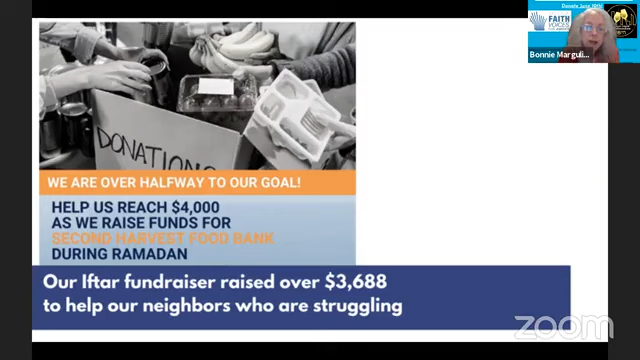 DONATIONS
WE ARE OVER HALFWAY TO OUR GOAL!
HELP US REACH $4,000
AS WE RAISE FUNDS FOR
SECOND HARVEST FOOD BANK
DURING RAMADAN
Our Iftar fundraiser raised over $3,688
to help our neighbors who are struggling
FAITH
VOICES
Bonnie Marguli...
zoom